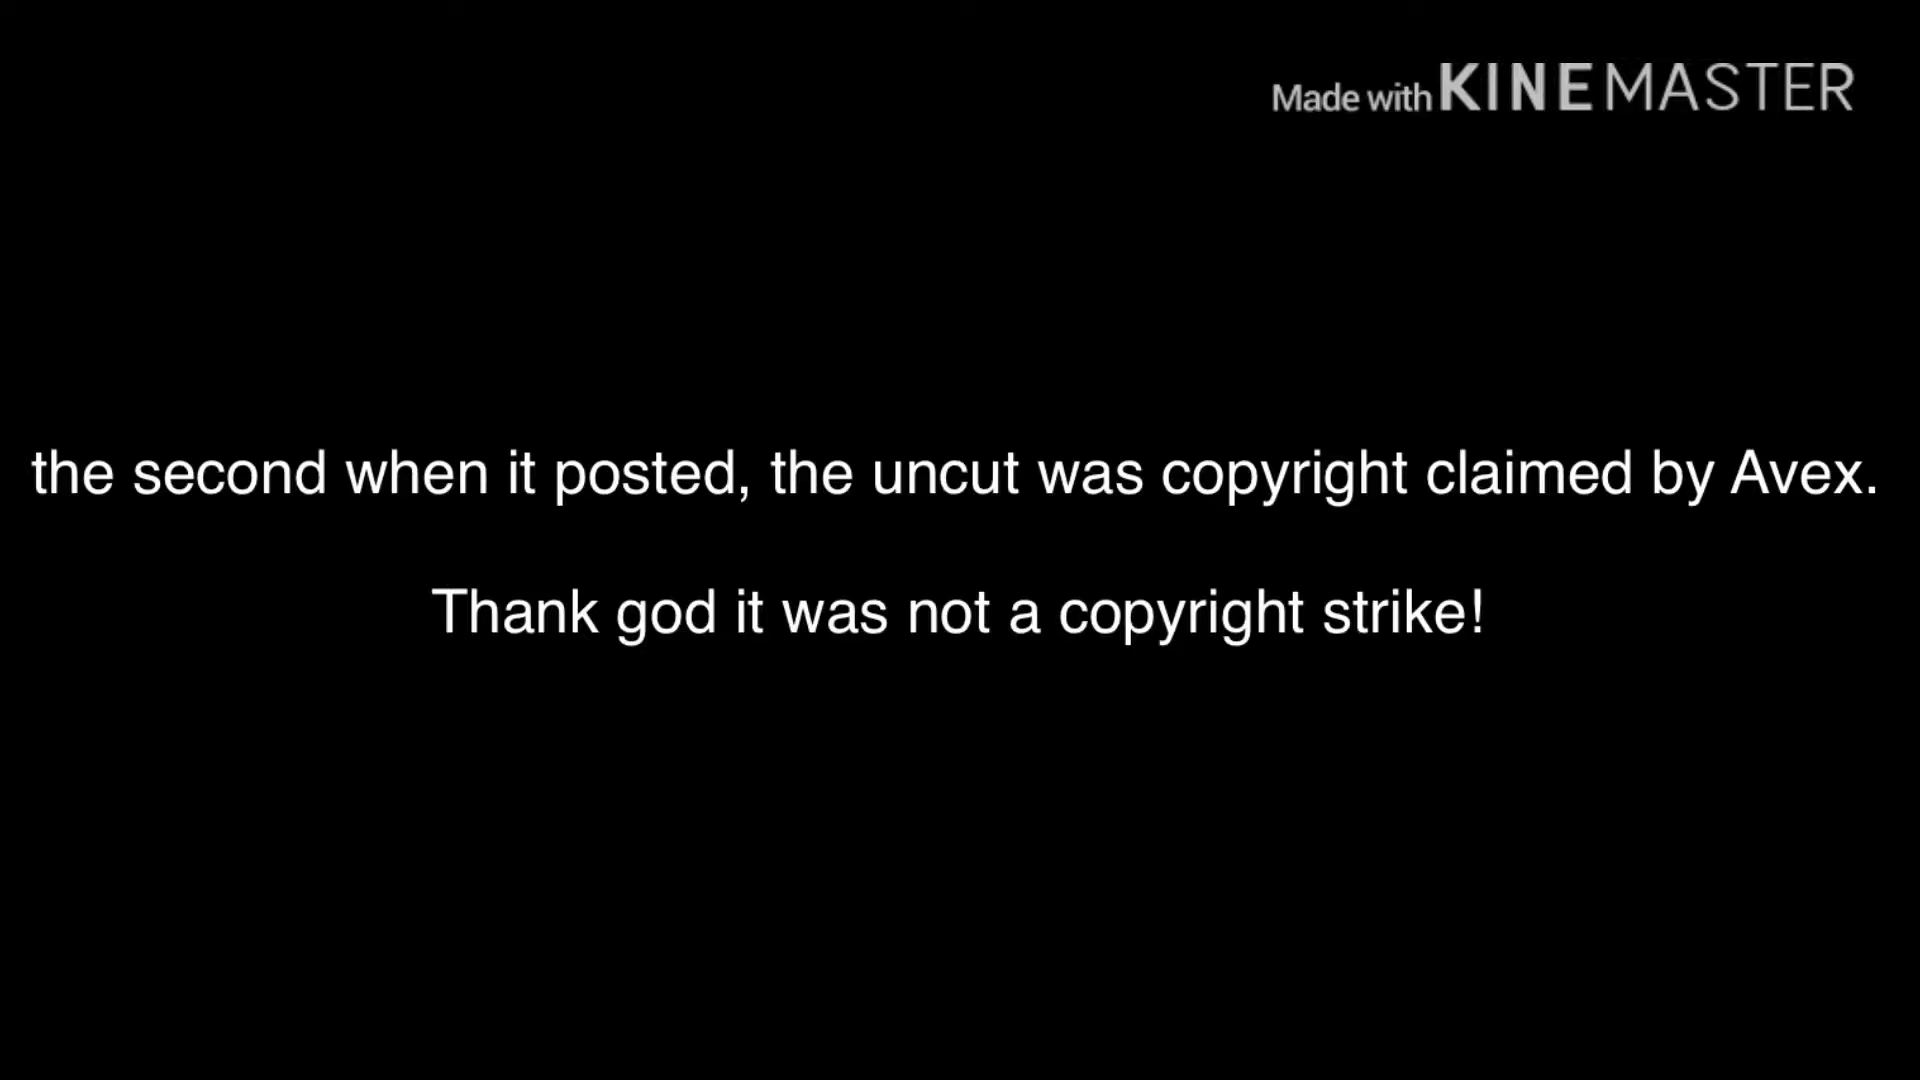 Made with KINEMASTER
the second when it posted, the uncut was copyright claimed by Avex.
Thank god it was not a copyright strike!